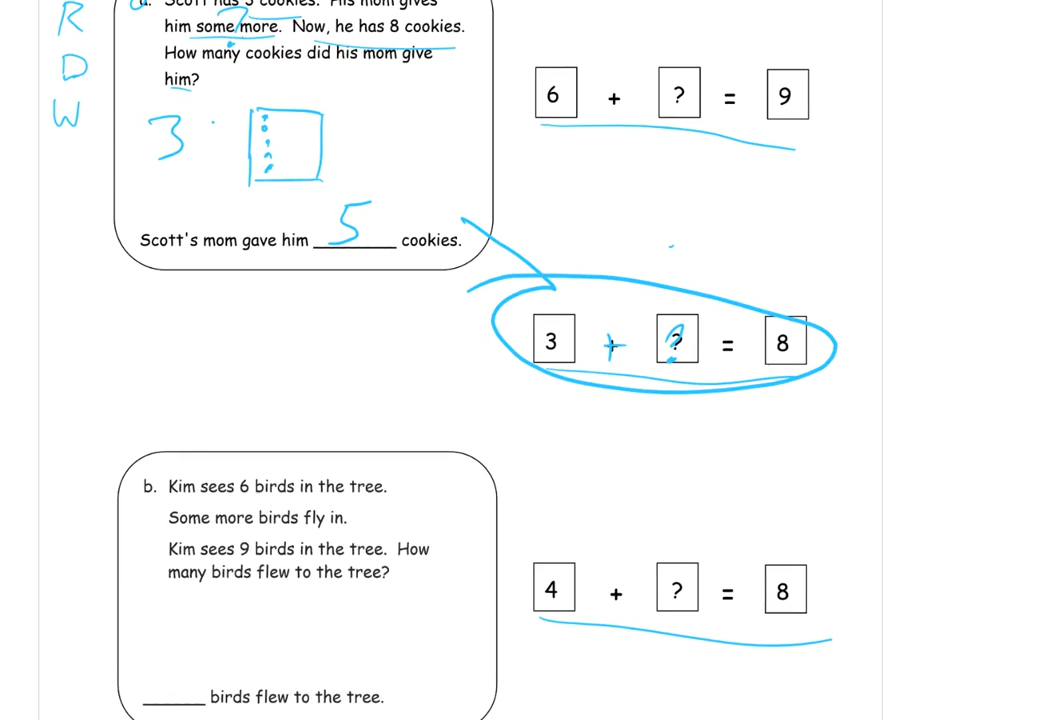 R
D
W
a. Scott has 3 cookies. His mom gives
him some more. Now, he has 8 cookies.
How many cookies did his mom give
him?
3
Scott's mom gave him 5 cookies.
6 + ? = 9
3 + ? = 8
b. Kim sees 6 birds in the tree.
Some more birds fly in.
Kim sees 9 birds in the tree. How
many birds flew to the tree?
______ birds flew to the tree.
4 + ? = 8